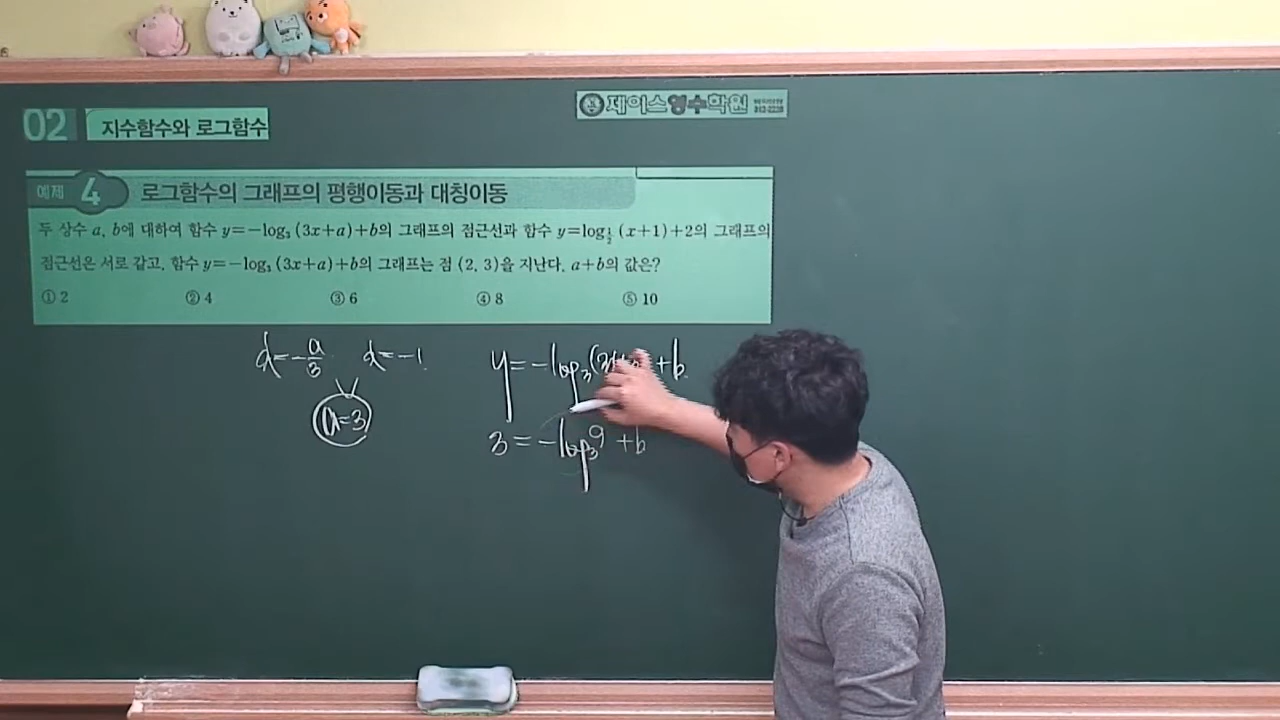 02 지수함수와 로그함수
제이스영수학원
예제 4 로그함수의 그래프의 평행이동과 대칭이동
두 상수 a, b에 대하여 함수 y=-log₃(3x+a)+b의 그래프의 점근선과 함수 y=log_{1/2}(x+1)+2의 그래프의
점근선은 서로 같고, 함수 y=-log₃(3x+a)+b의 그래프는 점 (2, 3)을 지난다. a+b의 값은?
① 2 ② 4 ③ 6 ④ 8 ⑤ 10
x=-a/3 x=-1
a=3
y=-log₃( +b
3=-log₃9+b